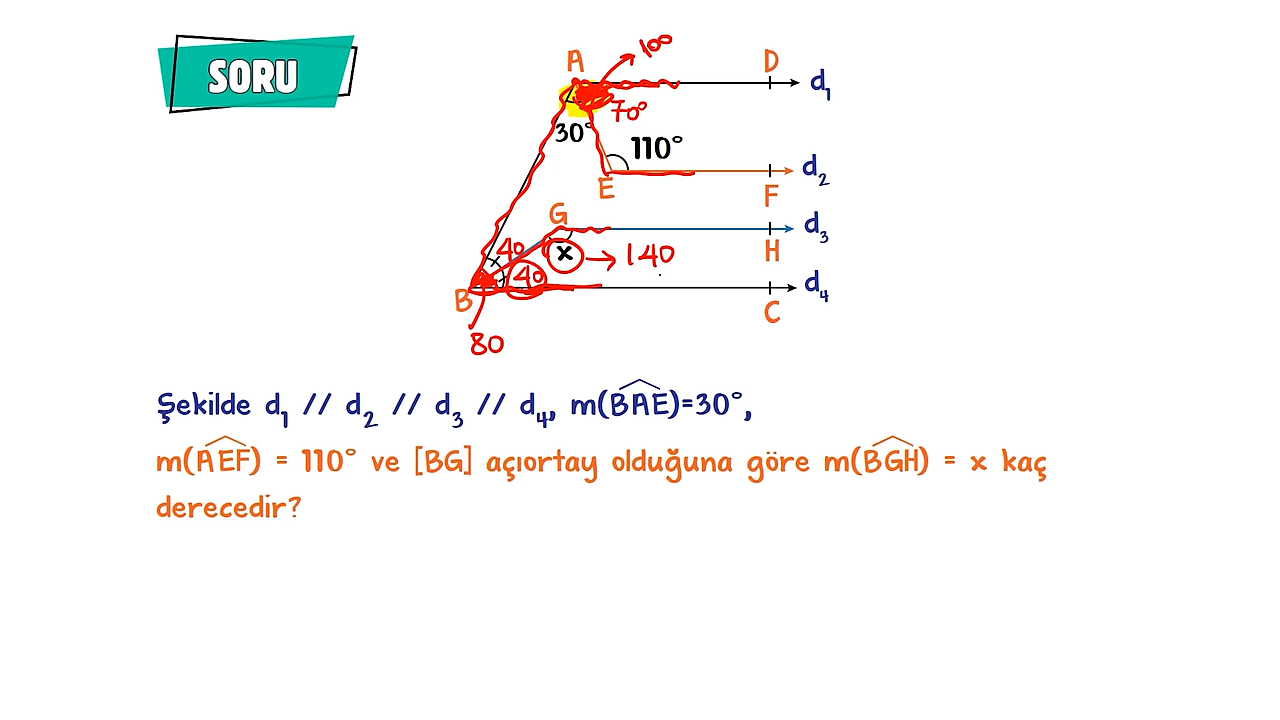 SORU
A
100
D
d1
70°
30°
110°
d2
E
F
G
d3
40
x → 140
H
40
d4
B
C
80
Şekilde d1 // d2 // d3 // d4, m(BAE)=30°,
m(AEF) = 110° ve [BG] açıortay olduğuna göre m(BGH) = x kaç
derecedir?